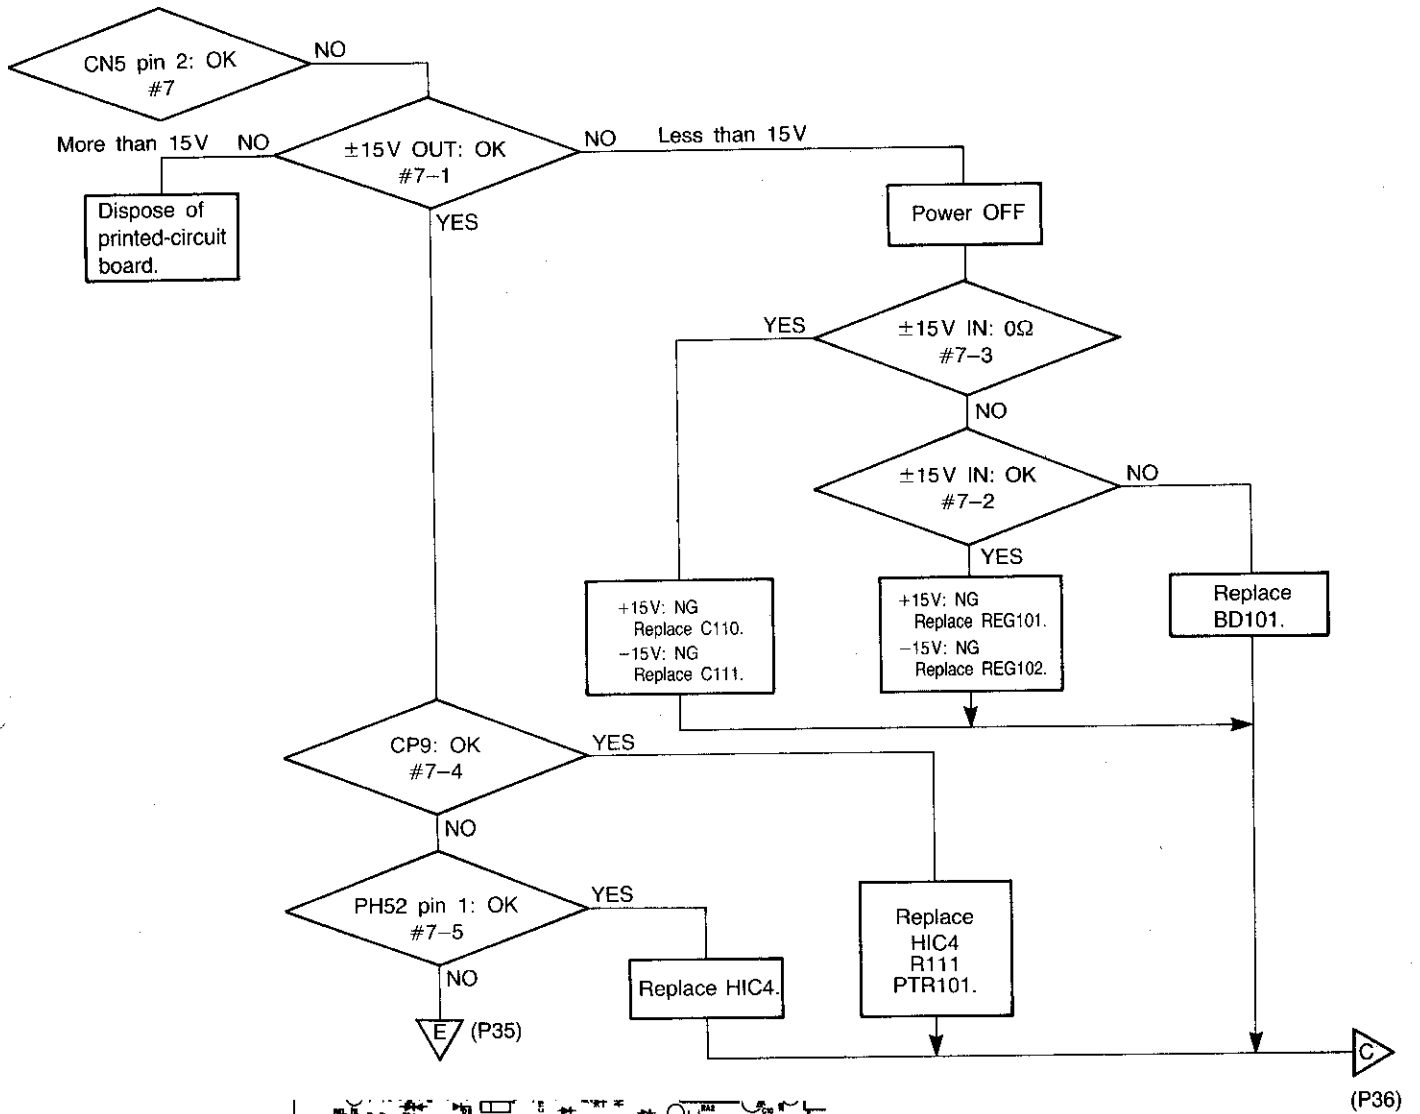 CN5 pin 2: OK
#7
NO
More than 15V
NO
±15V OUT: OK
#7–1
NO
Less than 15V
YES
Dispose of
printed-circuit
board.
Power OFF
YES
±15V IN: 0Ω
#7–3
NO
±15V IN: OK
#7–2
NO
YES
+15V: NG
Replace C110.
−15V: NG
Replace C111.
+15V: NG
Replace REG101.
−15V: NG
Replace REG102.
Replace
BD101.
CP9: OK
#7–4
YES
NO
PH52 pin 1: OK
#7–5
YES
NO
Replace HIC4.
Replace
HIC4
R111
PTR101.
E
(P35)
C
(P36)